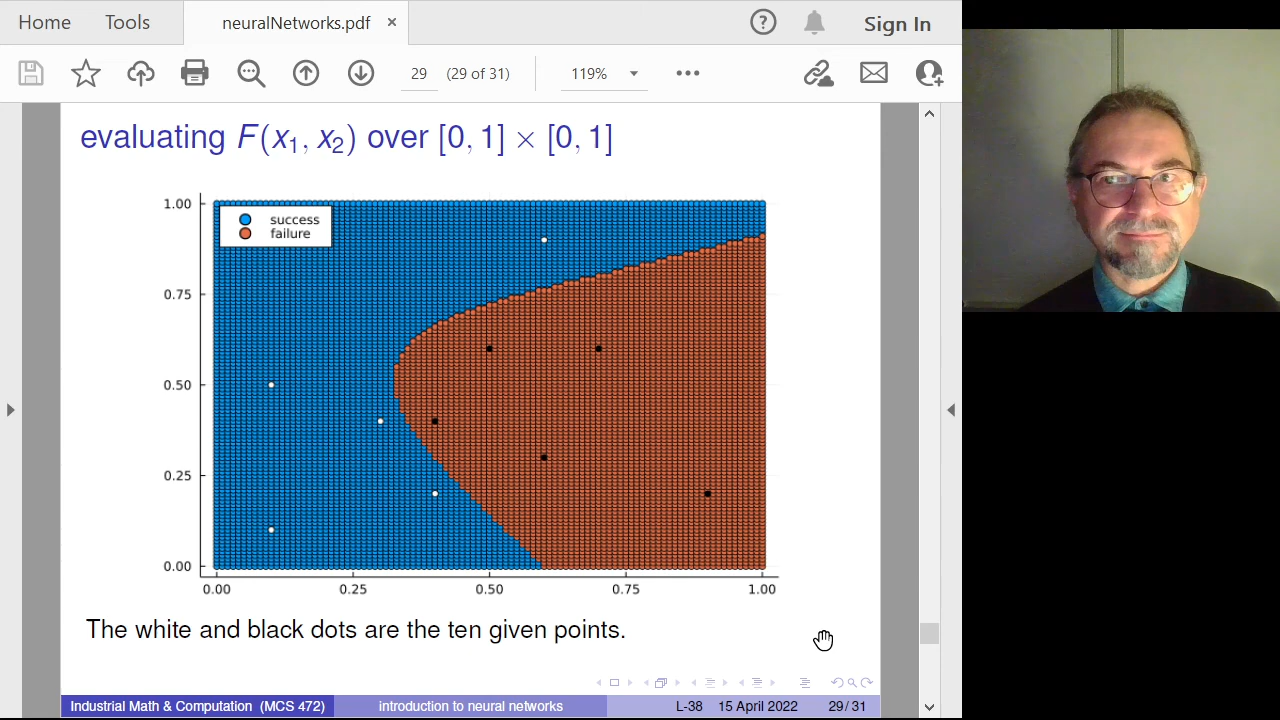 Home Tools neuralNetworks.pdf × Sign In
29 (29 of 31) 119%
evaluating F(x₁, x₂) over [0, 1] × [0, 1]
1.00
success
failure
0.75
0.50
0.25
0.00
0.00 0.25 0.50 0.75 1.00
The white and black dots are the ten given points.
Industrial Math & Computation (MCS 472) introduction to neural networks L-38 15 April 2022 29 / 31